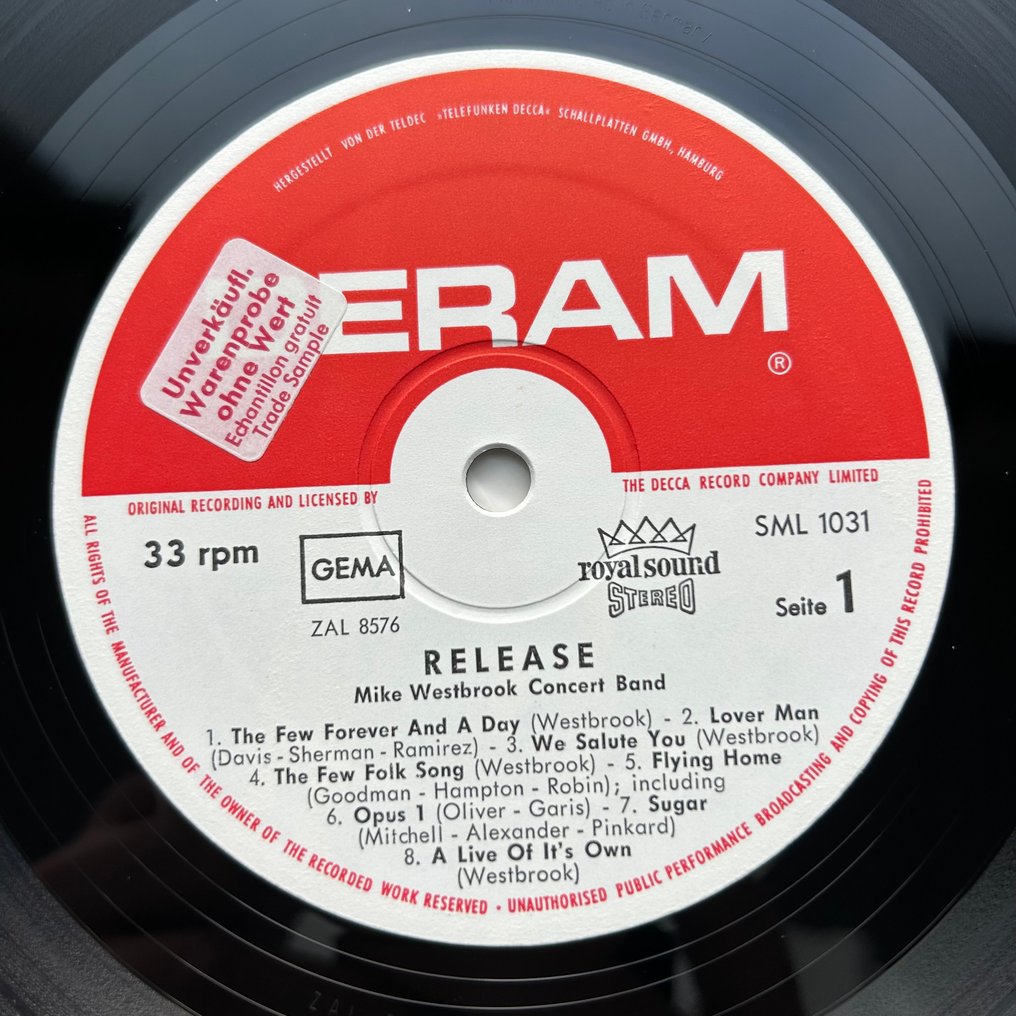 HERGESTELLT VON DER TELDEC »TELEFUNKEN DECCA« SCHALLPLATTEN GMBH., HAMBURG
ERAM
®
Unverkäufl.
Warenprobe
ohne Wert
Echantillon gratuit
Trade Sample
ORIGINAL RECORDING AND LICENSED BY THE DECCA RECORD COMPANY LIMITED
33 rpm
GEMA
ZAL 8576
royal sound
STEREO
SML 1031
Seite 1
RELEASE
Mike Westbrook Concert Band
1. The Few Forever And A Day (Westbrook) - 2. Lover Man
(Davis - Sherman - Ramirez) - 3. We Salute You (Westbrook)
4. The Few Folk Song (Westbrook) - 5. Flying Home
(Goodman - Hampton - Robin); including
6. Opus 1 (Oliver - Garis) - 7. Sugar
(Mitchell - Alexander - Pinkard)
8. A Live Of It's Own
(Westbrook)
ALL RIGHTS OF THE MANUFACTURER AND OF THE OWNER OF THE RECORDED WORK RESERVED · UNAUTHORISED PUBLIC PERFORMANCE BROADCASTING AND COPYING OF THIS RECORD PROHIBITED